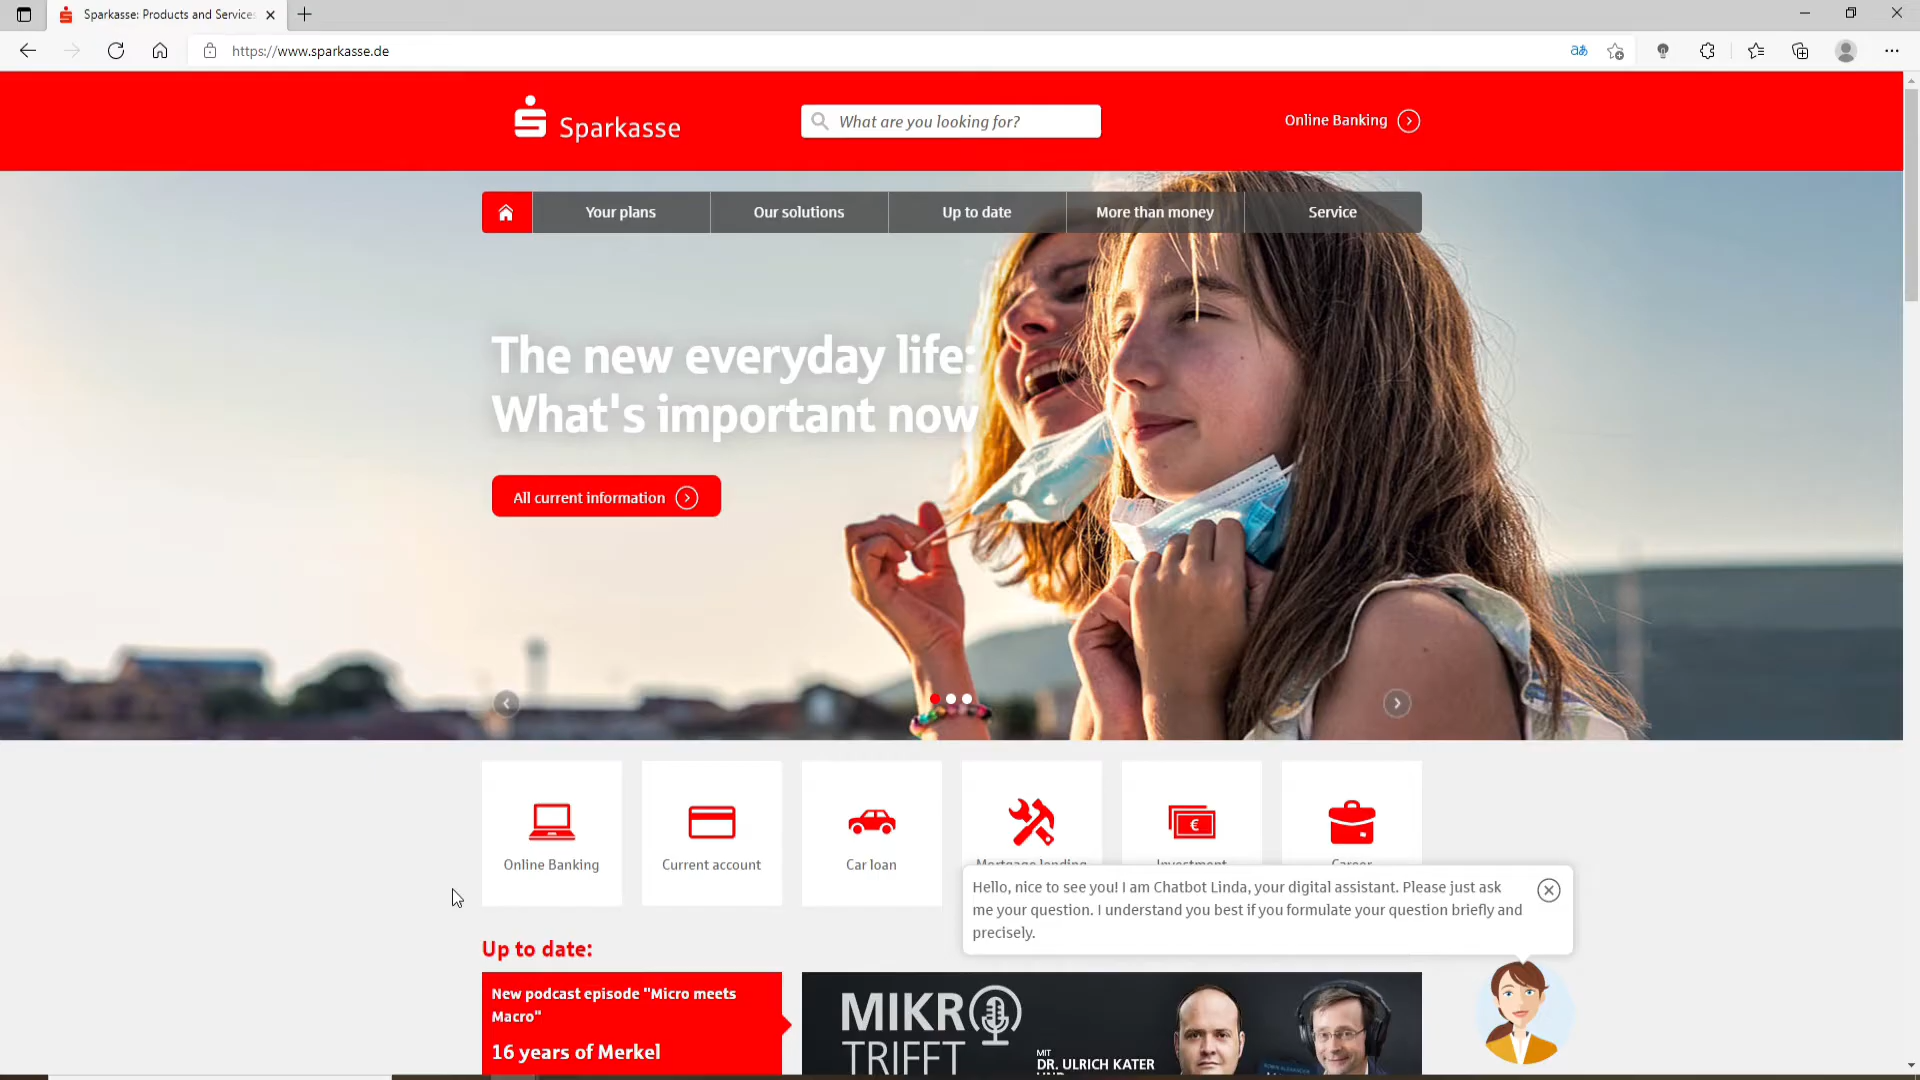 Sparkasse: Products and Services
https://www.sparkasse.de
Sparkasse
What are you looking for?
Online Banking
Your plans
Our solutions
Up to date
More than money
Service
The new everyday life:
What's important now
All current information
Online Banking
Current account
Car loan
Mortgage lending
Investment
Career
Hello, nice to see you! I am Chatbot Linda, your digital assistant. Please just ask
me your question. I understand you best if you formulate your question briefly and
precisely.
Up to date:
New podcast episode "Micro meets
Macro"
16 years of Merkel
MIKRO
TRIFFT
MIT
DR. ULRICH KATER